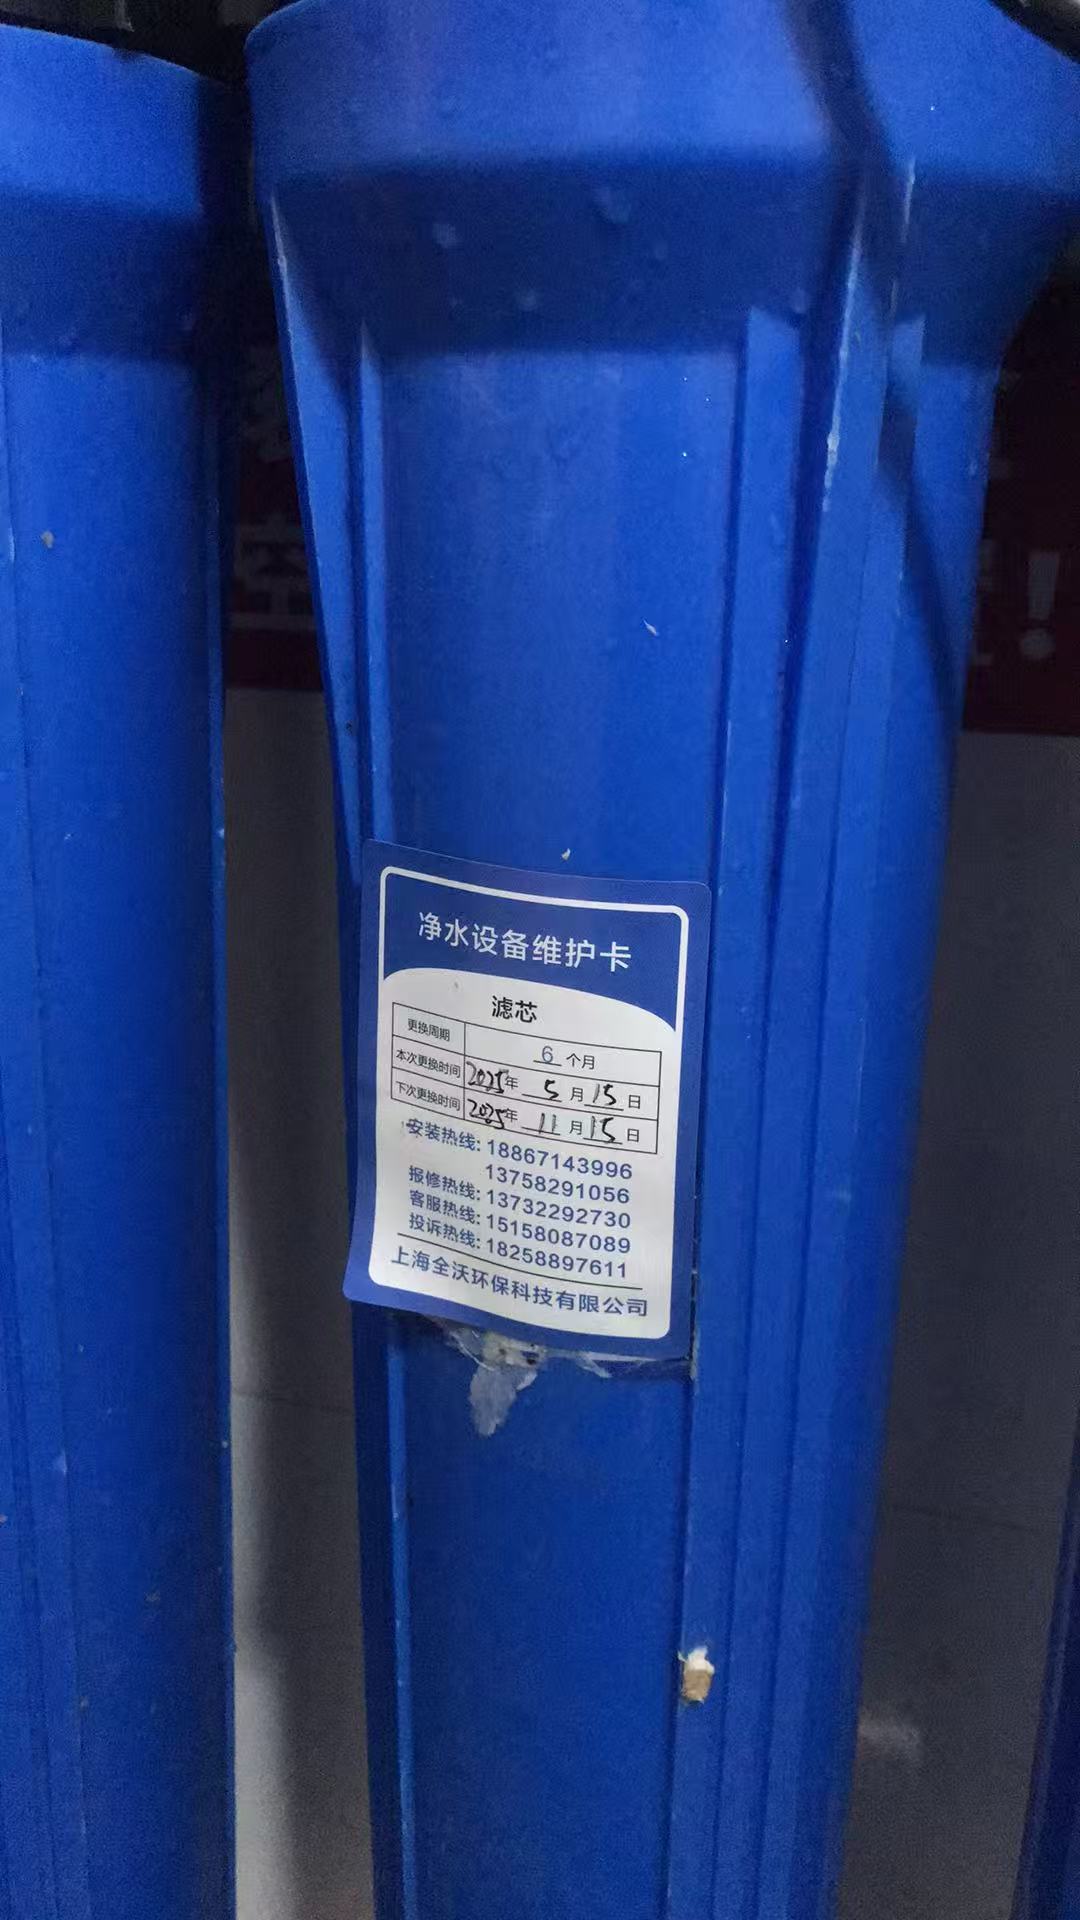 净水设备维护卡
滤芯
更换周期 6 个月
本次更换时间 2025年 5 月 15 日
下次更换时间 2025年 11 月 15 日
安装热线: 18867143996
13758291056
报修热线: 13732292730
客服热线: 15158087089
投诉热线: 18258897611
上海全沃环保科技有限公司